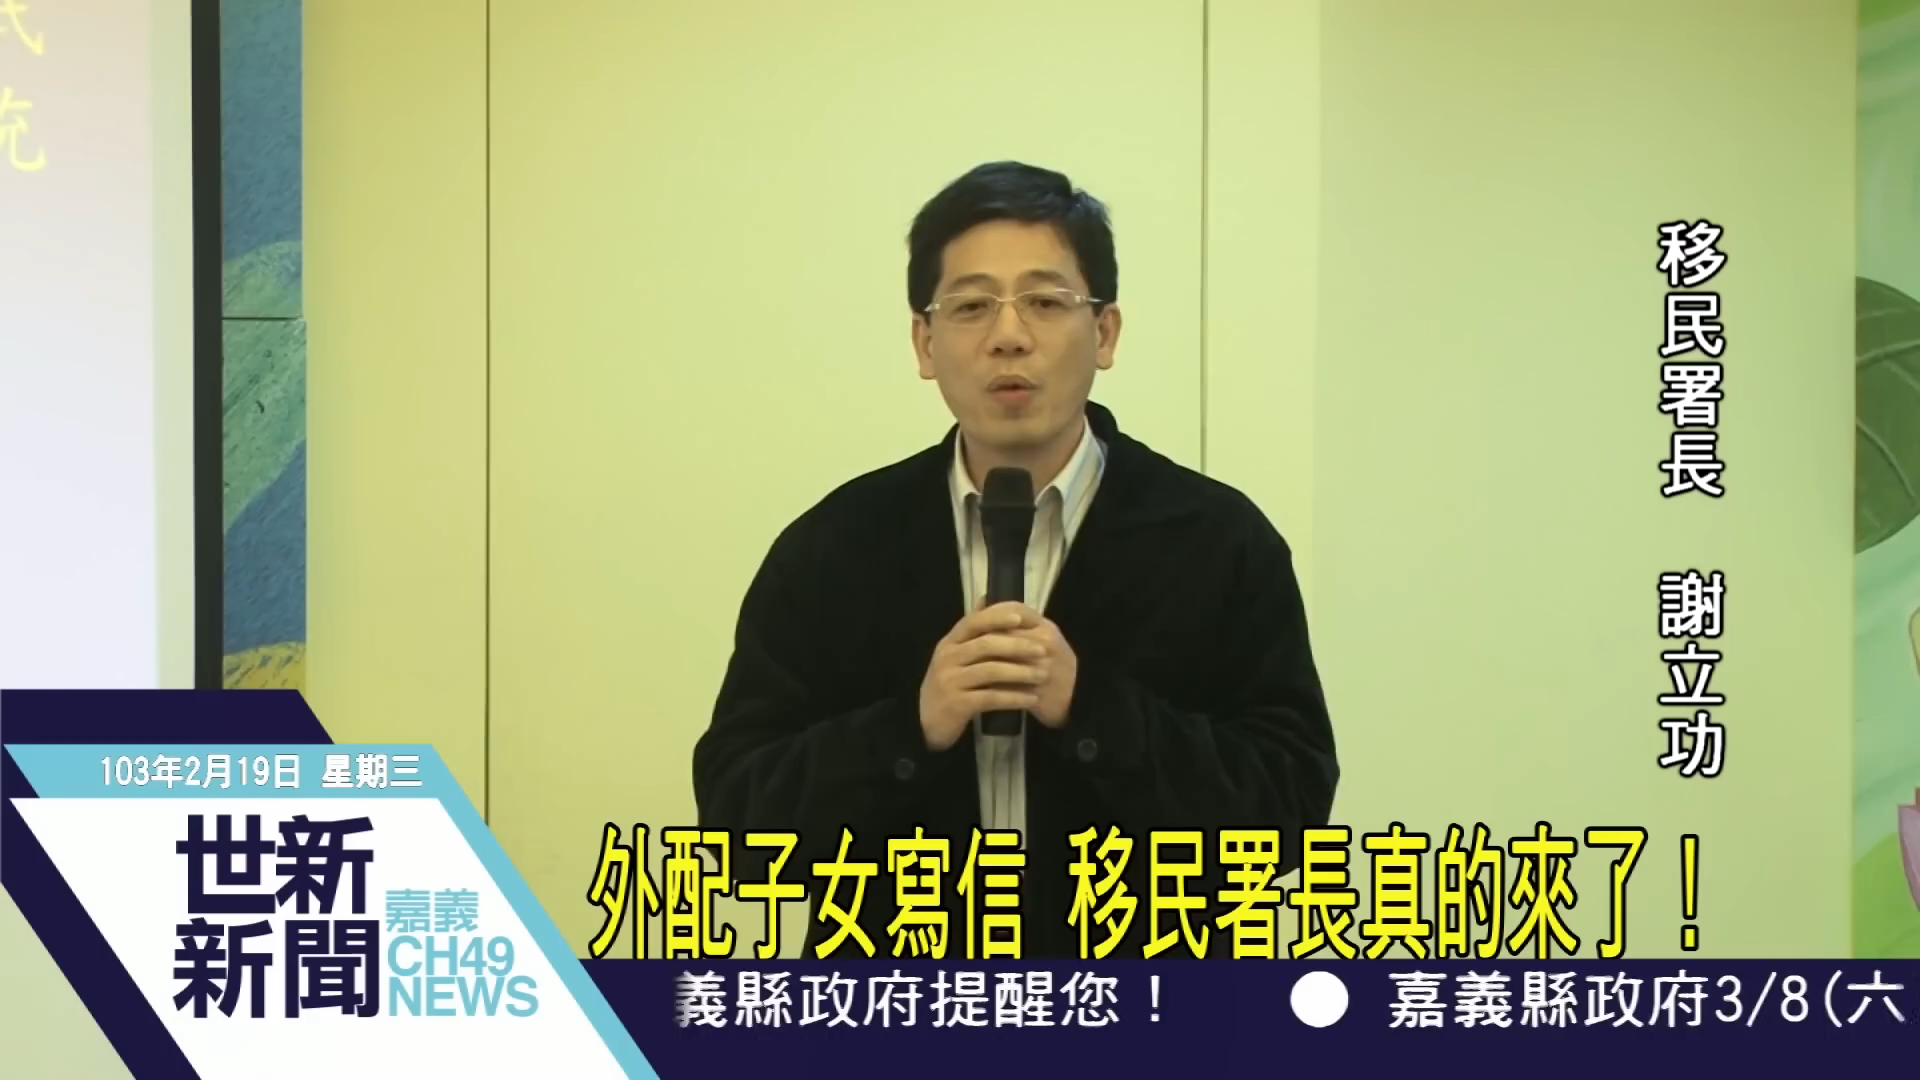 統
移民署長 謝立功
103年2月19日 星期三
世新
新聞
嘉義
CH49
NEWS
外配子女寫信 移民署長真的來了！
義縣政府提醒您！ ● 嘉義縣政府3/8(六